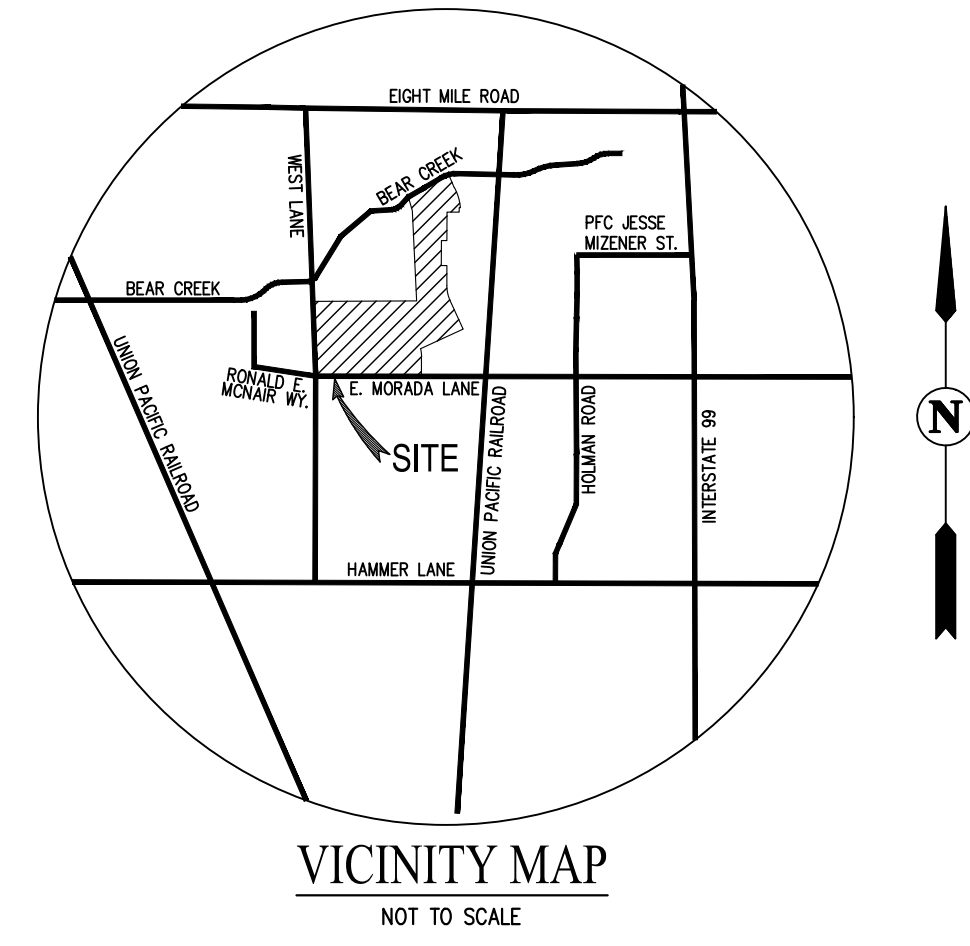 EIGHT MILE ROAD
WEST LANE
BEAR CREEK
PFC JESSE
MIZENER ST.
BEAR CREEK
UNION PACIFIC RAILROAD
RONALD E.
MCNAIR WY.
E. MORADA LANE
SITE
UNION PACIFIC RAILROAD
HOLMAN ROAD
INTERSTATE 99
HAMMER LANE
N
VICINITY MAP
NOT TO SCALE